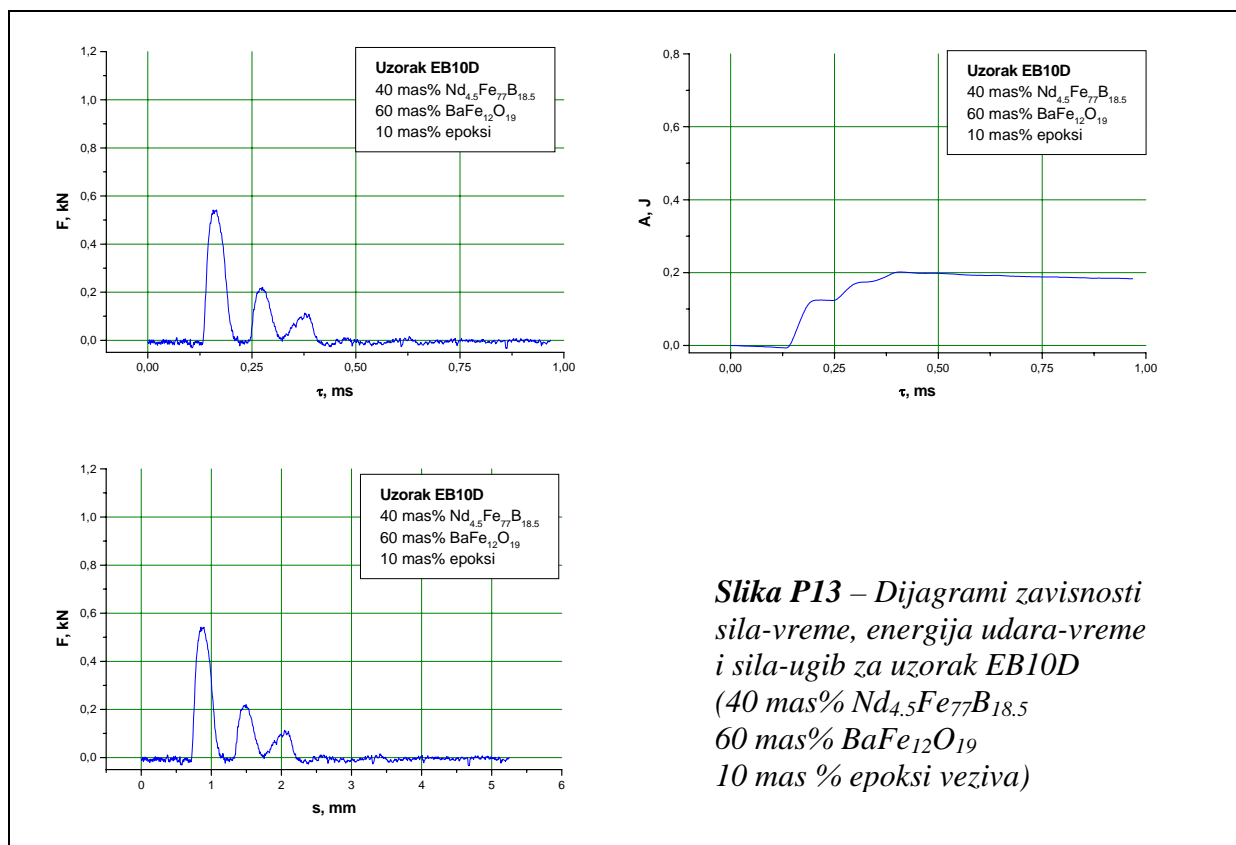 1,2
1,0
0,8
0,6
0,4
0,2
0,0
F, kN
0,00 0,25 0,50 0,75 1,00
τ, ms
Uzorak EB10D
40 mas% Nd4.5Fe77B18.5
60 mas% BaFe12O19
10 mas% epoksi
0,8
0,6
0,4
0,2
0,0
A, J
0,00 0,25 0,50 0,75 1,00
τ, ms
Uzorak EB10D
40 mas% Nd4.5Fe77B18.5
60 mas% BaFe12O19
10 mas% epoksi
1,2
1,0
0,8
0,6
0,4
0,2
0,0
F, kN
0 1 2 3 4 5 6
s, mm
Uzorak EB10D
40 mas% Nd4.5Fe77B18.5
60 mas% BaFe12O19
10 mas% epoksi
Slika P13 – Dijagrami zavisnosti
sila-vreme, energija udara-vreme
i sila-ugib za uzorak EB10D
(40 mas% Nd4.5Fe77B18.5
60 mas% BaFe12O19
10 mas % epoksi veziva)